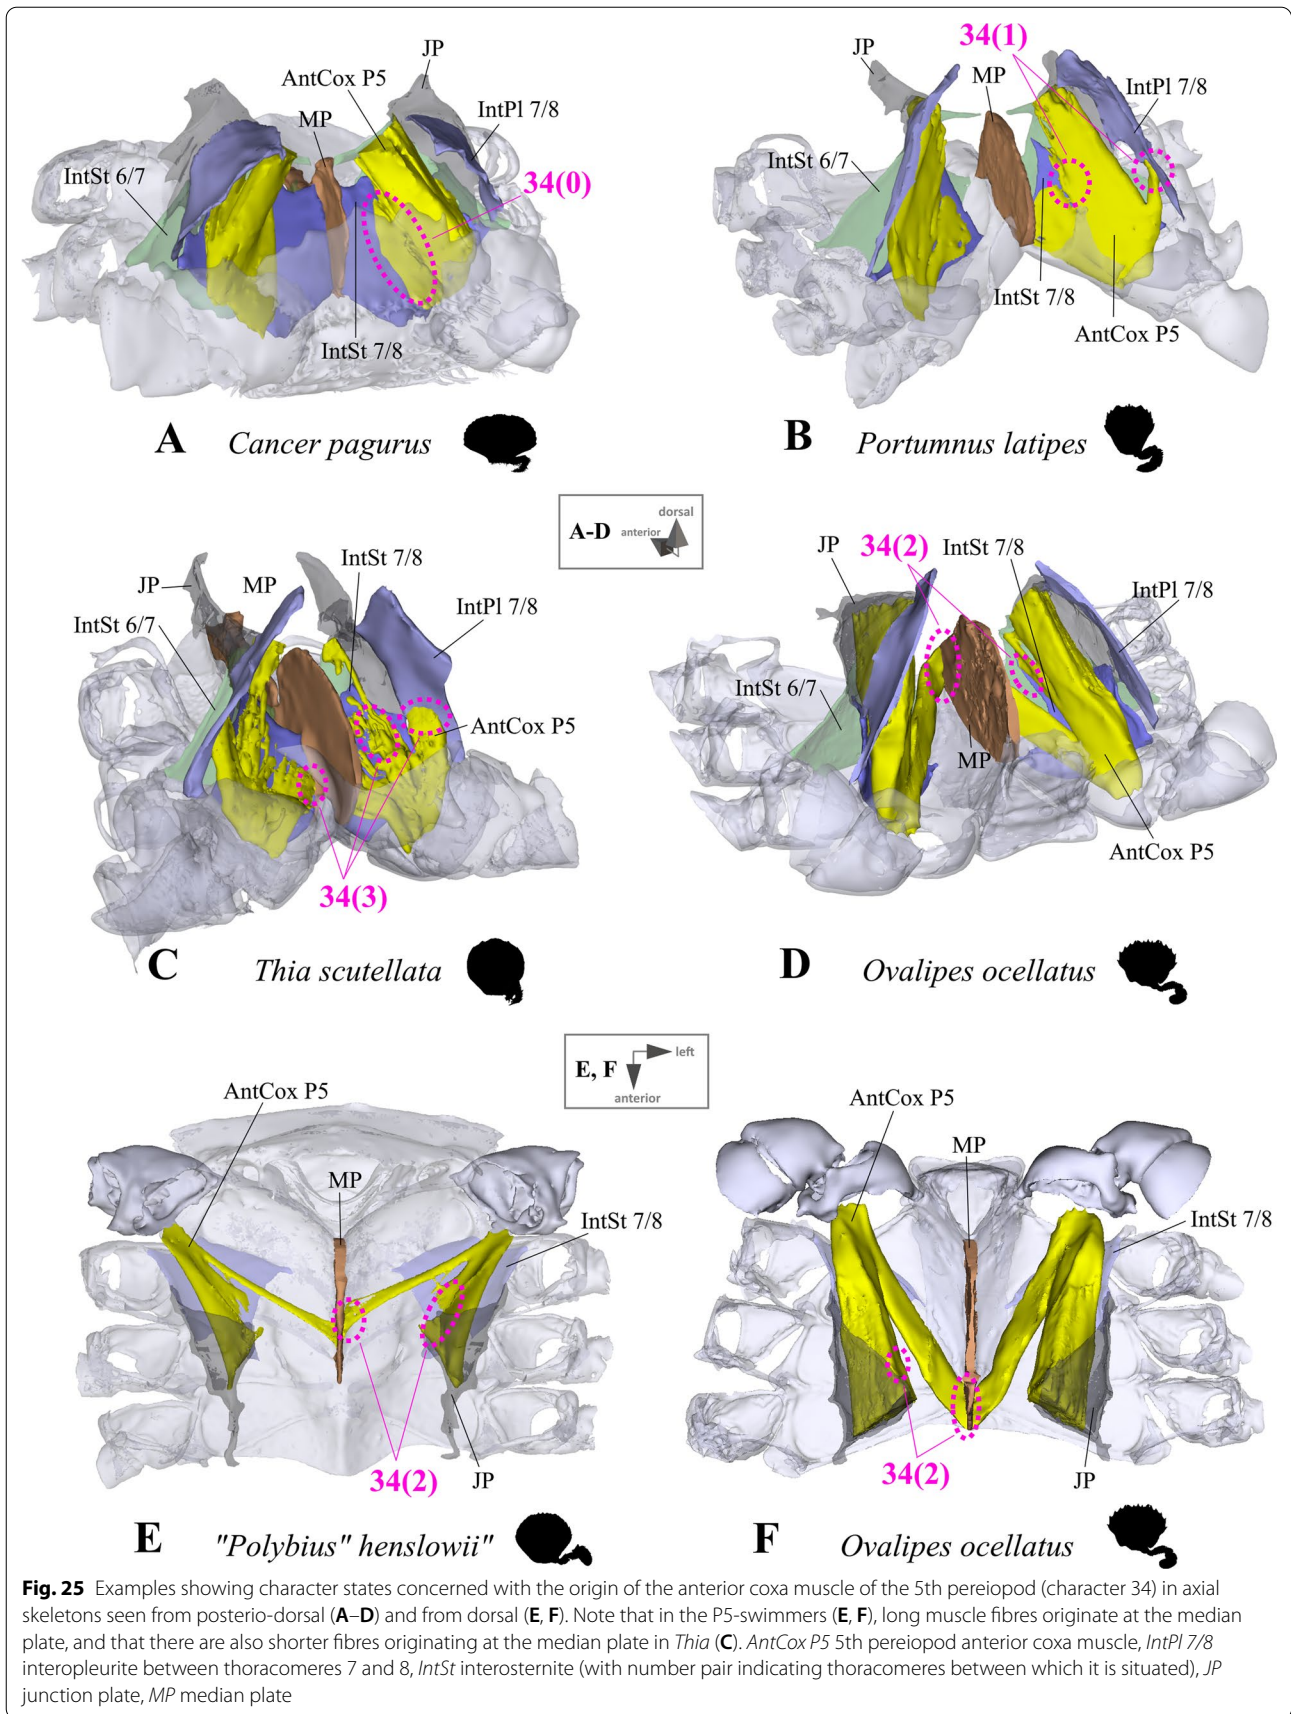 JP
34(1)
AntCox P5
JP
MP
MP
IntPl 7/8
IntPl 7/8
IntSt 6/7
34(0)
IntSt 6/7
IntSt 7/8
IntSt 7/8
AntCox P5
A Cancer pagurus
B Portumnus latipes
A-D
dorsal
anterior
IntSt 7/8
JP
MP
IntPl 7/8
IntSt 6/7
AntCox P5
34(3)
JP
34(2)
IntSt 7/8
IntPl 7/8
IntSt 6/7
MP
AntCox P5
C Thia scutellata
D Ovalipes ocellatus
E, F
left
anterior
AntCox P5
MP
IntSt 7/8
34(2)
JP
AntCox P5
MP
IntSt 7/8
34(2)
JP
E "Polybius" henslowii"
F Ovalipes ocellatus
Fig. 25 Examples showing character states concerned with the origin of the anterior coxa muscle of the 5th pereiopod (character 34) in axial
skeletons seen from posterio-dorsal (A–D) and from dorsal (E, F). Note that in the P5-swimmers (E, F), long muscle fibres originate at the median
plate, and that there are also shorter fibres originating at the median plate in Thia (C). AntCox P5 5th pereiopod anterior coxa muscle, IntPl 7/8
interopleurite between thoracomeres 7 and 8, IntSt interosternite (with number pair indicating thoracomeres between which it is situated), JP
junction plate, MP median plate